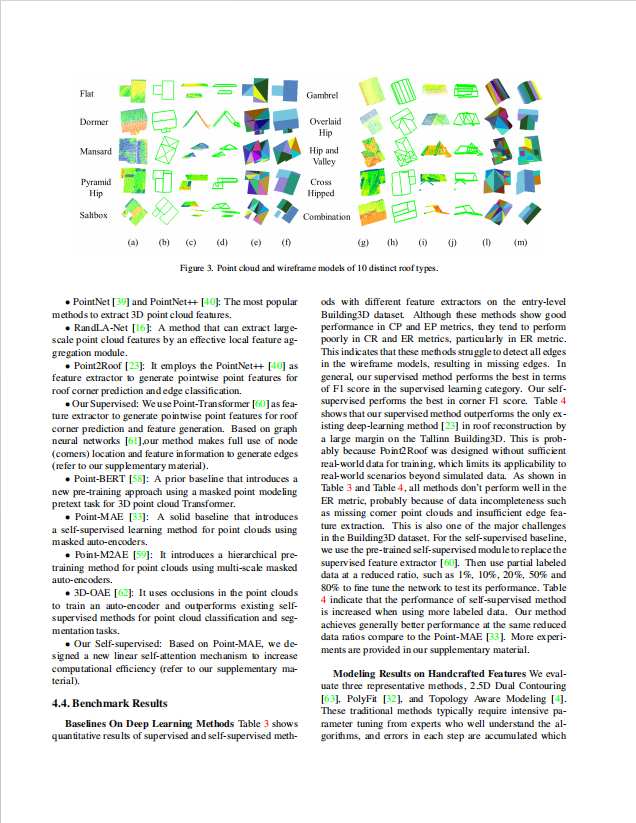 Flat
Dormer
Mansard
Pyramid
Hip
Saltbox
(a) (b) (c) (d) (e) (f)
Gambrel
Overlaid
Hip
Hip and
Valley
Cross
Hipped
Combination
(g) (h) (i) (j) (l) (m)
Figure 3. Point cloud and wireframe models of 10 distinct roof types.
● PointNet [39] and PointNet++ [40]: The most popular
methods to extract 3D point cloud features.
● RandLA-Net [16]: A method that can extract large-
scale point cloud features by an effective local feature ag-
gregation module.
● Point2Roof [23]: It employs the PointNet++ [40] as
feature extractor to generate pointwise point features for
roof corner prediction and edge classification.
● Our Supervised: We use Point-Transformer [60] as fea-
ture extractor to generate pointwise point features for roof
corner prediction and feature generation. Based on graph
neural networks [61],our method makes full use of node
(corners) location and feature information to generate edges
(refer to our supplementary material).
● Point-BERT [58]: A prior baseline that introduces a
new pre-training approach using a masked point modeling
pretext task for 3D point cloud Transformer.
● Point-MAE [33]: A solid baseline that introduces
a self-supervised learning method for point clouds using
masked auto-encoders.
● Point-M2AE [59]: It introduces a hierarchical pre-
training method for point clouds using multi-scale masked
auto-encoders.
● 3D-OAE [62]: It uses occlusions in the point clouds
to train an auto-encoder and outperforms existing self-
supervised methods for point cloud classification and seg-
mentation tasks.
● Our Self-supervised: Based on Point-MAE, we de-
signed a new linear self-attention mechanism to increase
computational efficiency (refer to our supplementary ma-
terial).
4.4. Benchmark Results
Baselines On Deep Learning Methods Table 3 shows
quantitative results of supervised and self-supervised meth-
ods with different feature extractors on the entry-level
Building3D dataset. Although these methods show good
performance in CP and EP metrics, they tend to perform
poorly in CR and ER metrics, particularly in ER metric.
This indicates that these methods struggle to detect all edges
in the wireframe models, resulting in missing edges. In
general, our supervised method performs the best in terms
of F1 score in the supervised learning category. Our self-
supervised performs the best in corner F1 score. Table 4
shows that our supervised method outperforms the only ex-
isting deep-learning method [23] in roof reconstruction by
a large margin on the Tallinn Building3D. This is prob-
ably because Point2Roof was designed without sufficient
real-world data for training, which limits its applicability to
real-world scenarios beyond simulated data. As shown in
Table 3 and Table 4, all methods don't perform well in the
ER metric, probably because of data incompleteness such
as missing corner point clouds and insufficient edge fea-
ture extraction. This is also one of the major challenges
in the Building3D dataset. For the self-supervised baseline,
we use the pre-trained self-supervised module to replace the
supervised feature extractor [60]. Then use partial labeled
data at a reduced ratio, such as 1%, 10%, 20%, 50% and
80% to fine tune the network to test its performance. Table
4 indicate that the performance of self-supervised method
is increased when using more labeled data. Our method
achieves generally better performance at the same reduced
data ratios compare to the Point-MAE [33]. More experi-
ments are provided in our supplementary material.
Modeling Results on Handcrafted Features We eval-
uate three representative methods, 2.5D Dual Contouring
[63], PolyFit [32], and Topology Aware Modeling [4].
These traditional methods typically require intensive pa-
rameter tuning from experts who well understand the al-
gorithms, and errors in each step are accumulated which